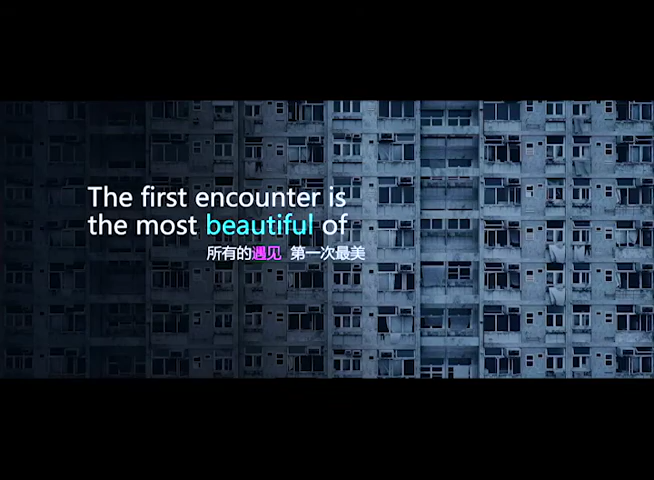 The first encounter is
the most beautiful of
所有的遇见 第一次最美